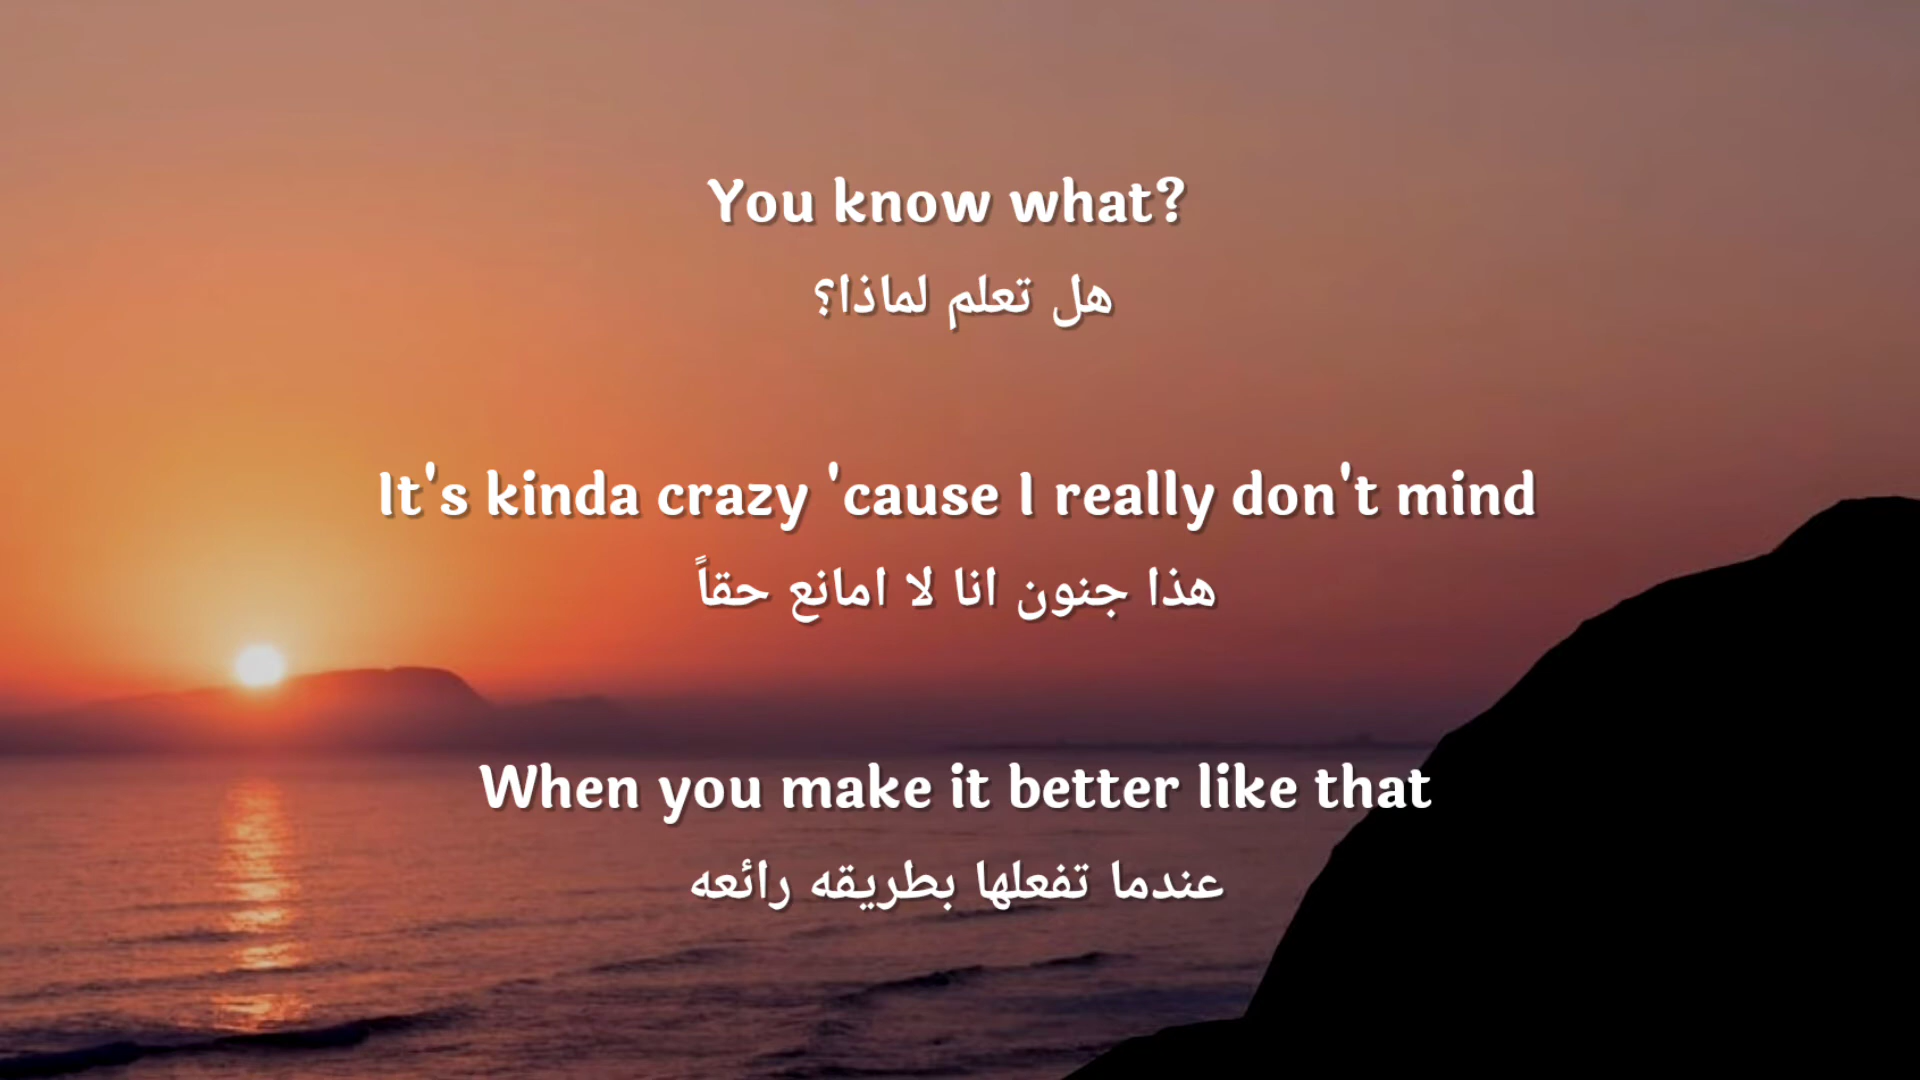 You know what?
هل تعلم لماذا؟
It's kinda crazy 'cause I really don't mind
هذا جنون انا لا امانع حقاً
When you make it better like that
عندما تفعلها بطريقه رائعه